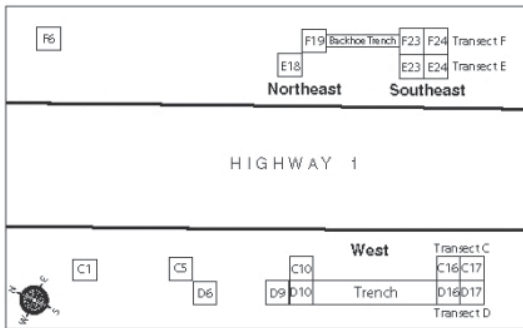 F6
F19 Backhoe Trench F23 F24 Transect F
E18 E23 E24 Transect E
Northeast Southeast
HIGHWAY 1
West Transect C
C1 C5 C10 C16 C17
D6 D9 D10 Trench D16 D17
Transect D
N E
W S